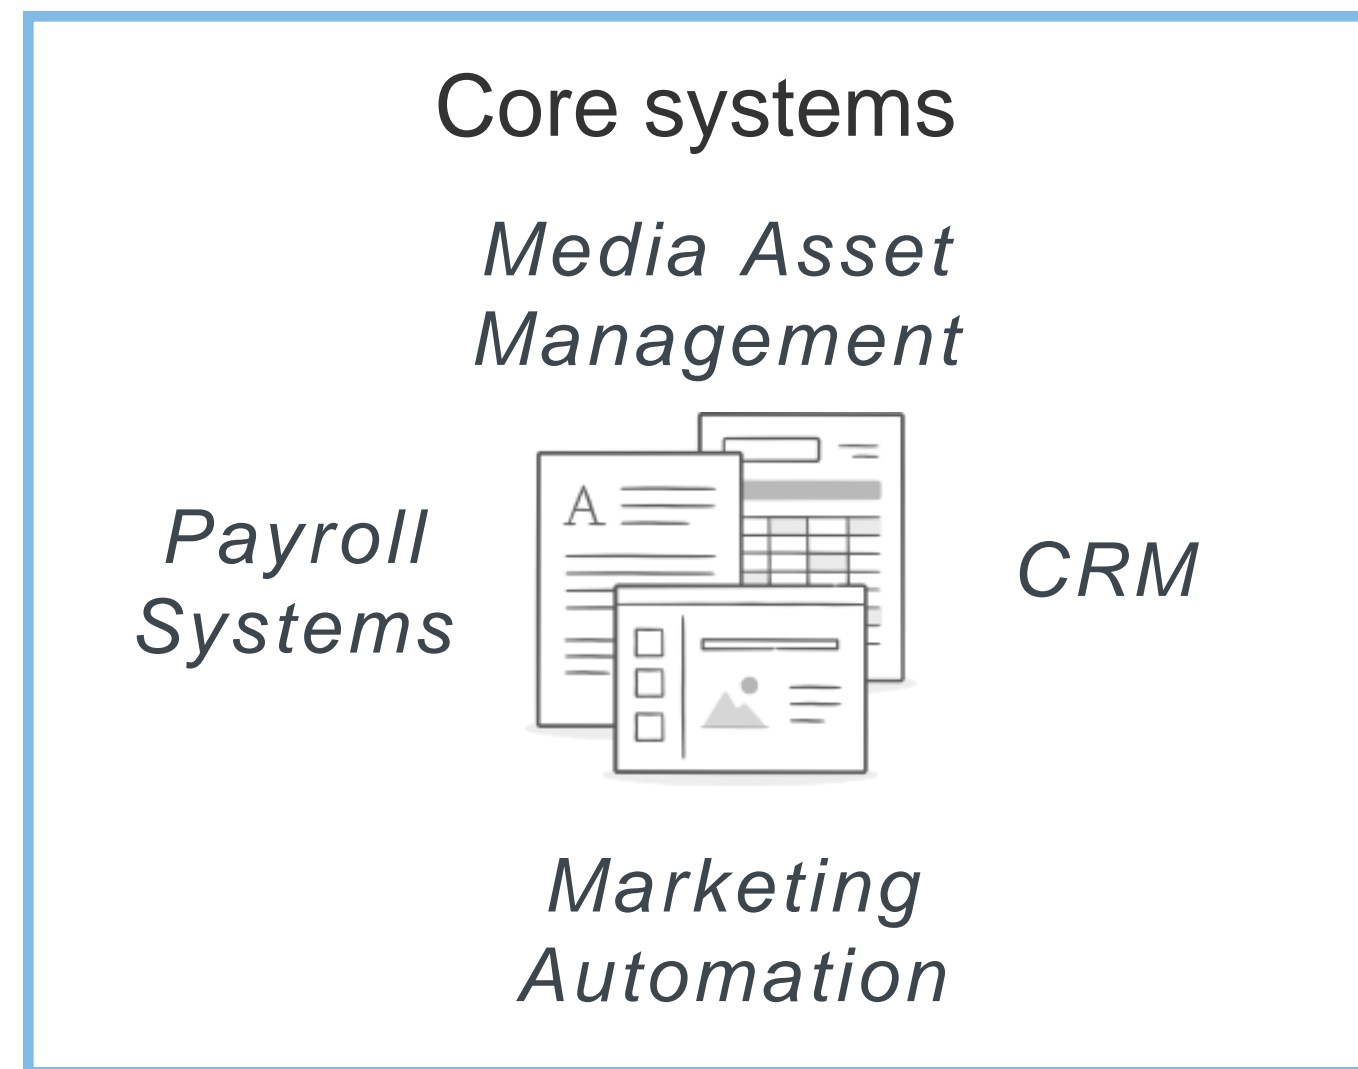 Core systems
Media Asset
Management
A
Payroll
Systems
CRM
Marketing
Automation